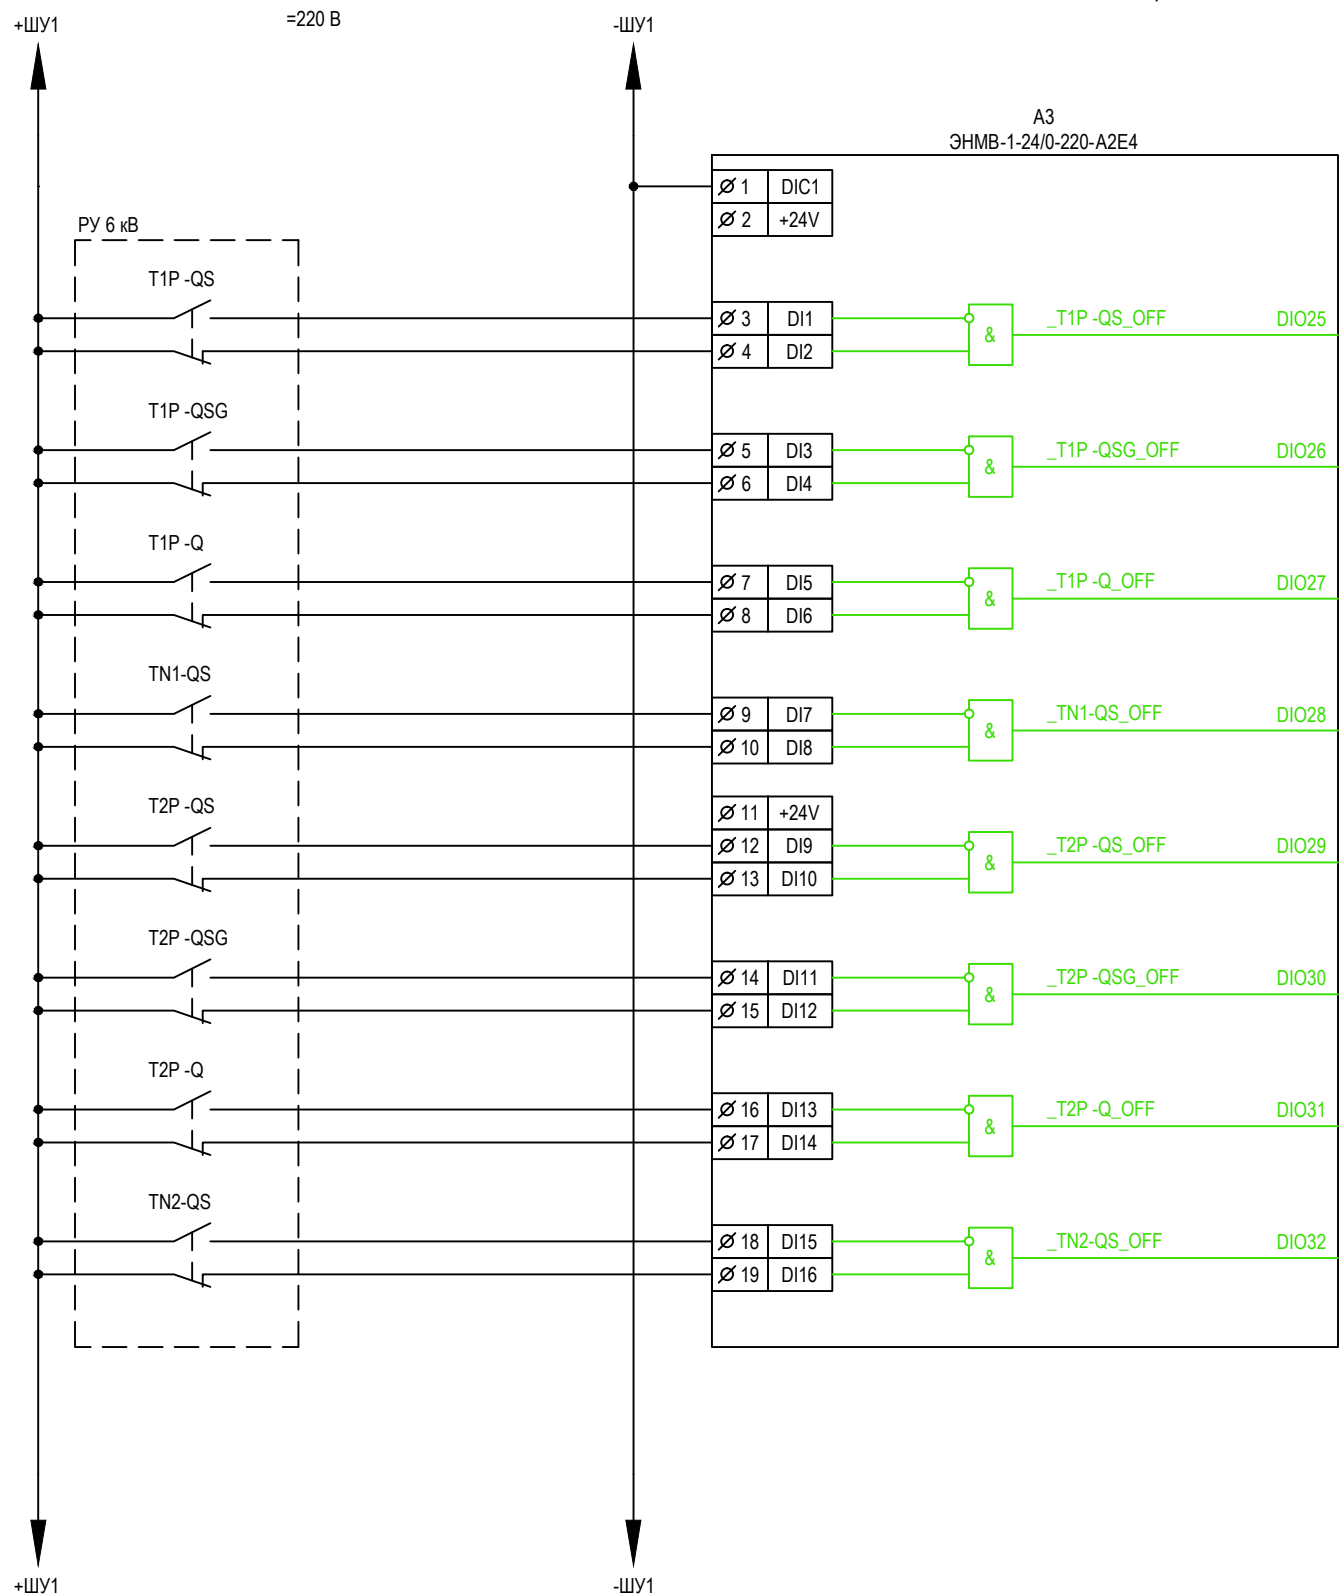 +ШУ1
=220 В
-ШУ1
А3
ЭНМВ-1-24/0-220-А2Е4
1 DIC1
2 +24V
РУ 6 кВ
T1P -QS
3 DI1
_T1P -QS_OFF DIO25
&
4 DI2
T1P -QSG
5 DI3
_T1P -QSG_OFF DIO26
&
6 DI4
T1P -Q
7 DI5
_T1P -Q_OFF DIO27
&
8 DI6
TN1-QS
9 DI7
_TN1-QS_OFF DIO28
&
10 DI8
T2P -QS
11 +24V
12 DI9
_T2P -QS_OFF DIO29
&
13 DI10
T2P -QSG
14 DI11
_T2P -QSG_OFF DIO30
&
15 DI12
T2P -Q
16 DI13
_T2P -Q_OFF DIO31
&
17 DI14
TN2-QS
18 DI15
_TN2-QS_OFF DIO32
&
19 DI16
+ШУ1
-ШУ1